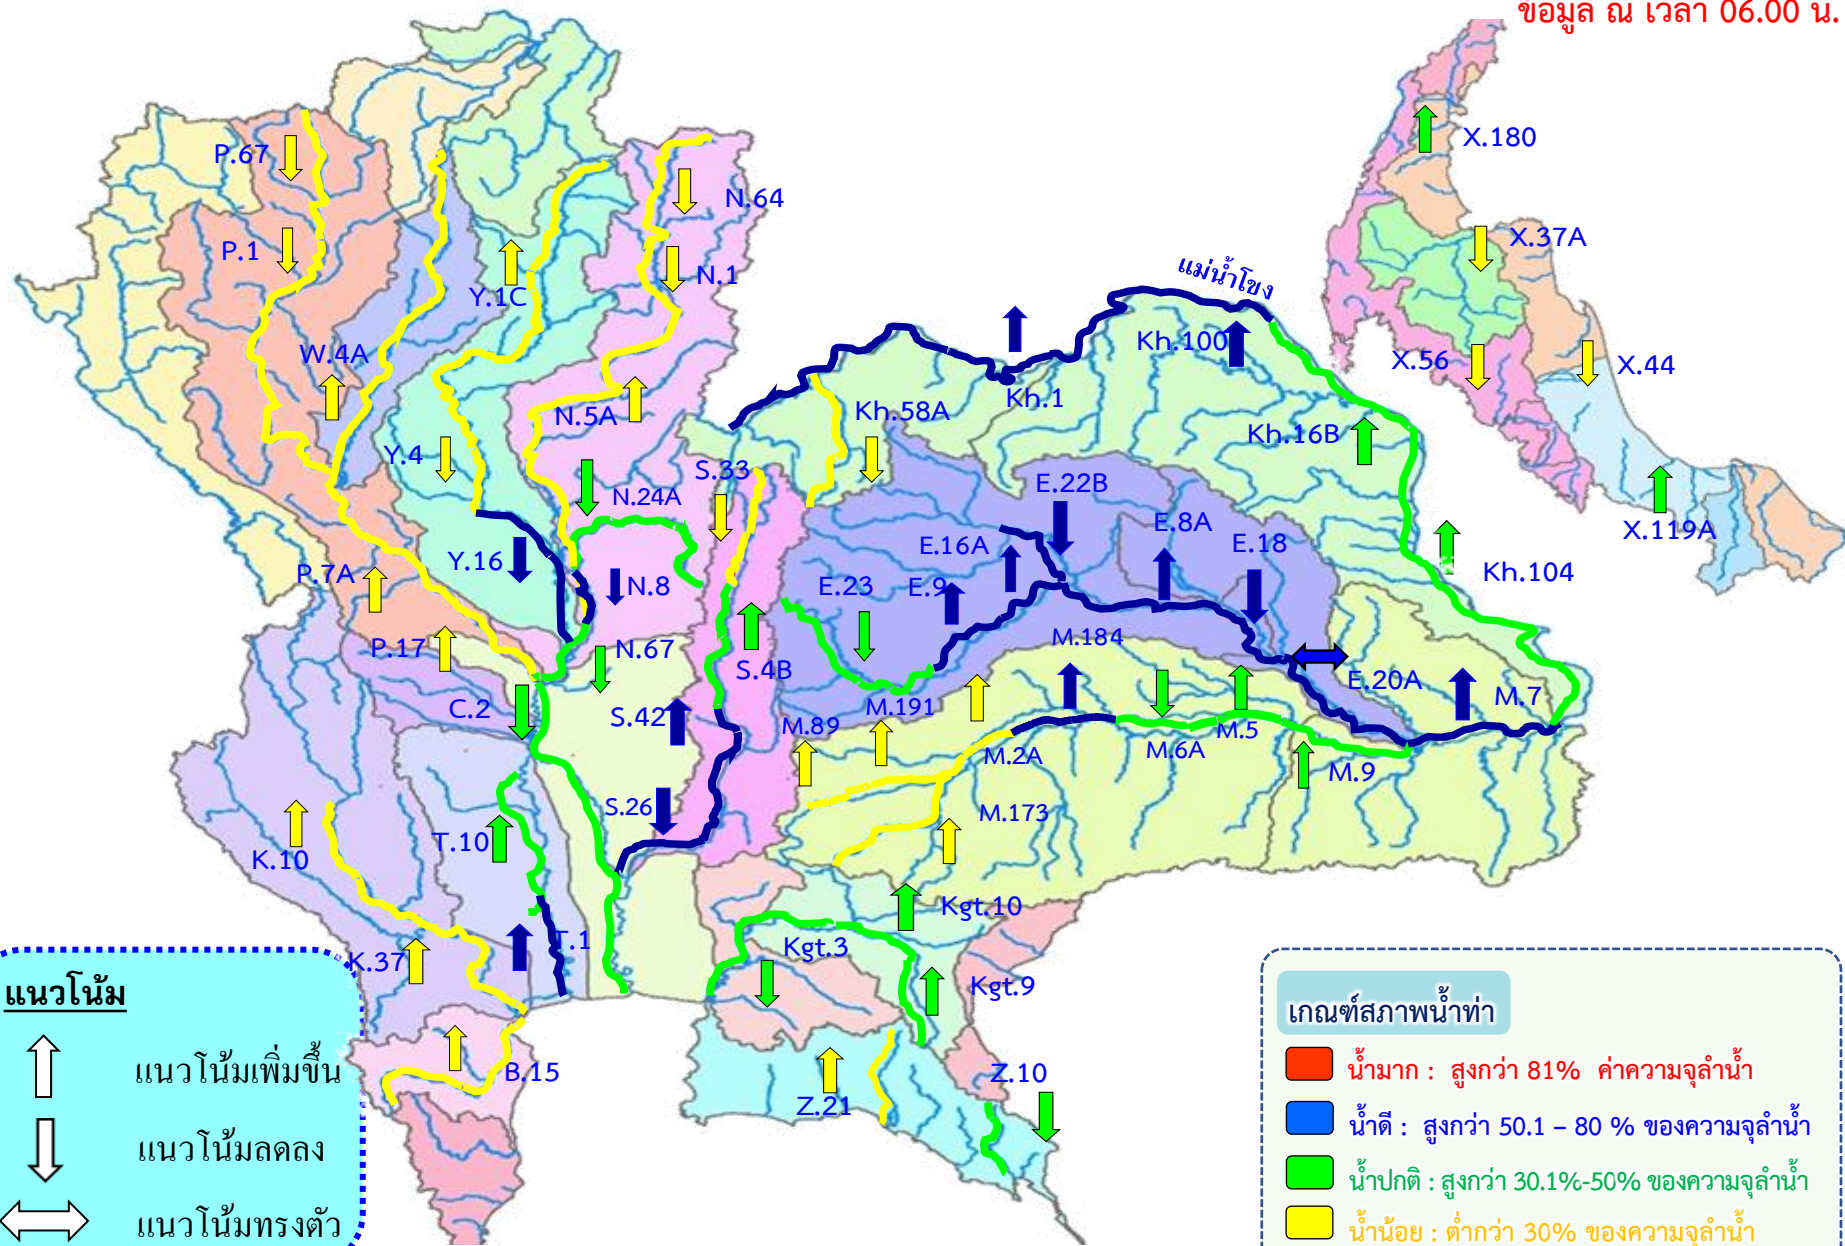 ข้อมูล ณ เวลา 06.00 น.
P.67
X.180
N.64
P.1
X.37A
N.1
แม่น้ำโขง
Y.1C
Kh.100
W.4A
X.56
X.44
Kh.1
N.5A
Kh.58A
Kh.16B
Y.4
S.33
E.22B
N.24A
E.8A
X.119A
E.16A
E.18
Y.16
P.7A
N.8
E.23
E.9
Kh.104
M.184
P.17
N.67
S.4B
E.20A
M.7
C.2
S.42
M.89
M.191
M.2A
M.6A
M.5
M.9
S.26
M.173
T.10
K.10
Kgt.10
T.1
Kgt.3
K.37
Kgt.9
B.15
Z.10
Z.21
แนวโน้ม
แนวโน้มเพิ่มขึ้น
แนวโน้มลดลง
แนวโน้มทรงตัว
เกณฑ์สภาพน้ำท่า
น้ำมาก : สูงกว่า 81% ค่าความจุลำน้ำ
น้ำดี : สูงกว่า 50.1 – 80 % ของความจุลำน้ำ
น้ำปกติ : สูงกว่า 30.1%-50% ของความจุลำน้ำ
น้ำน้อย : ต่ำกว่า 30% ของความจุลำน้ำ